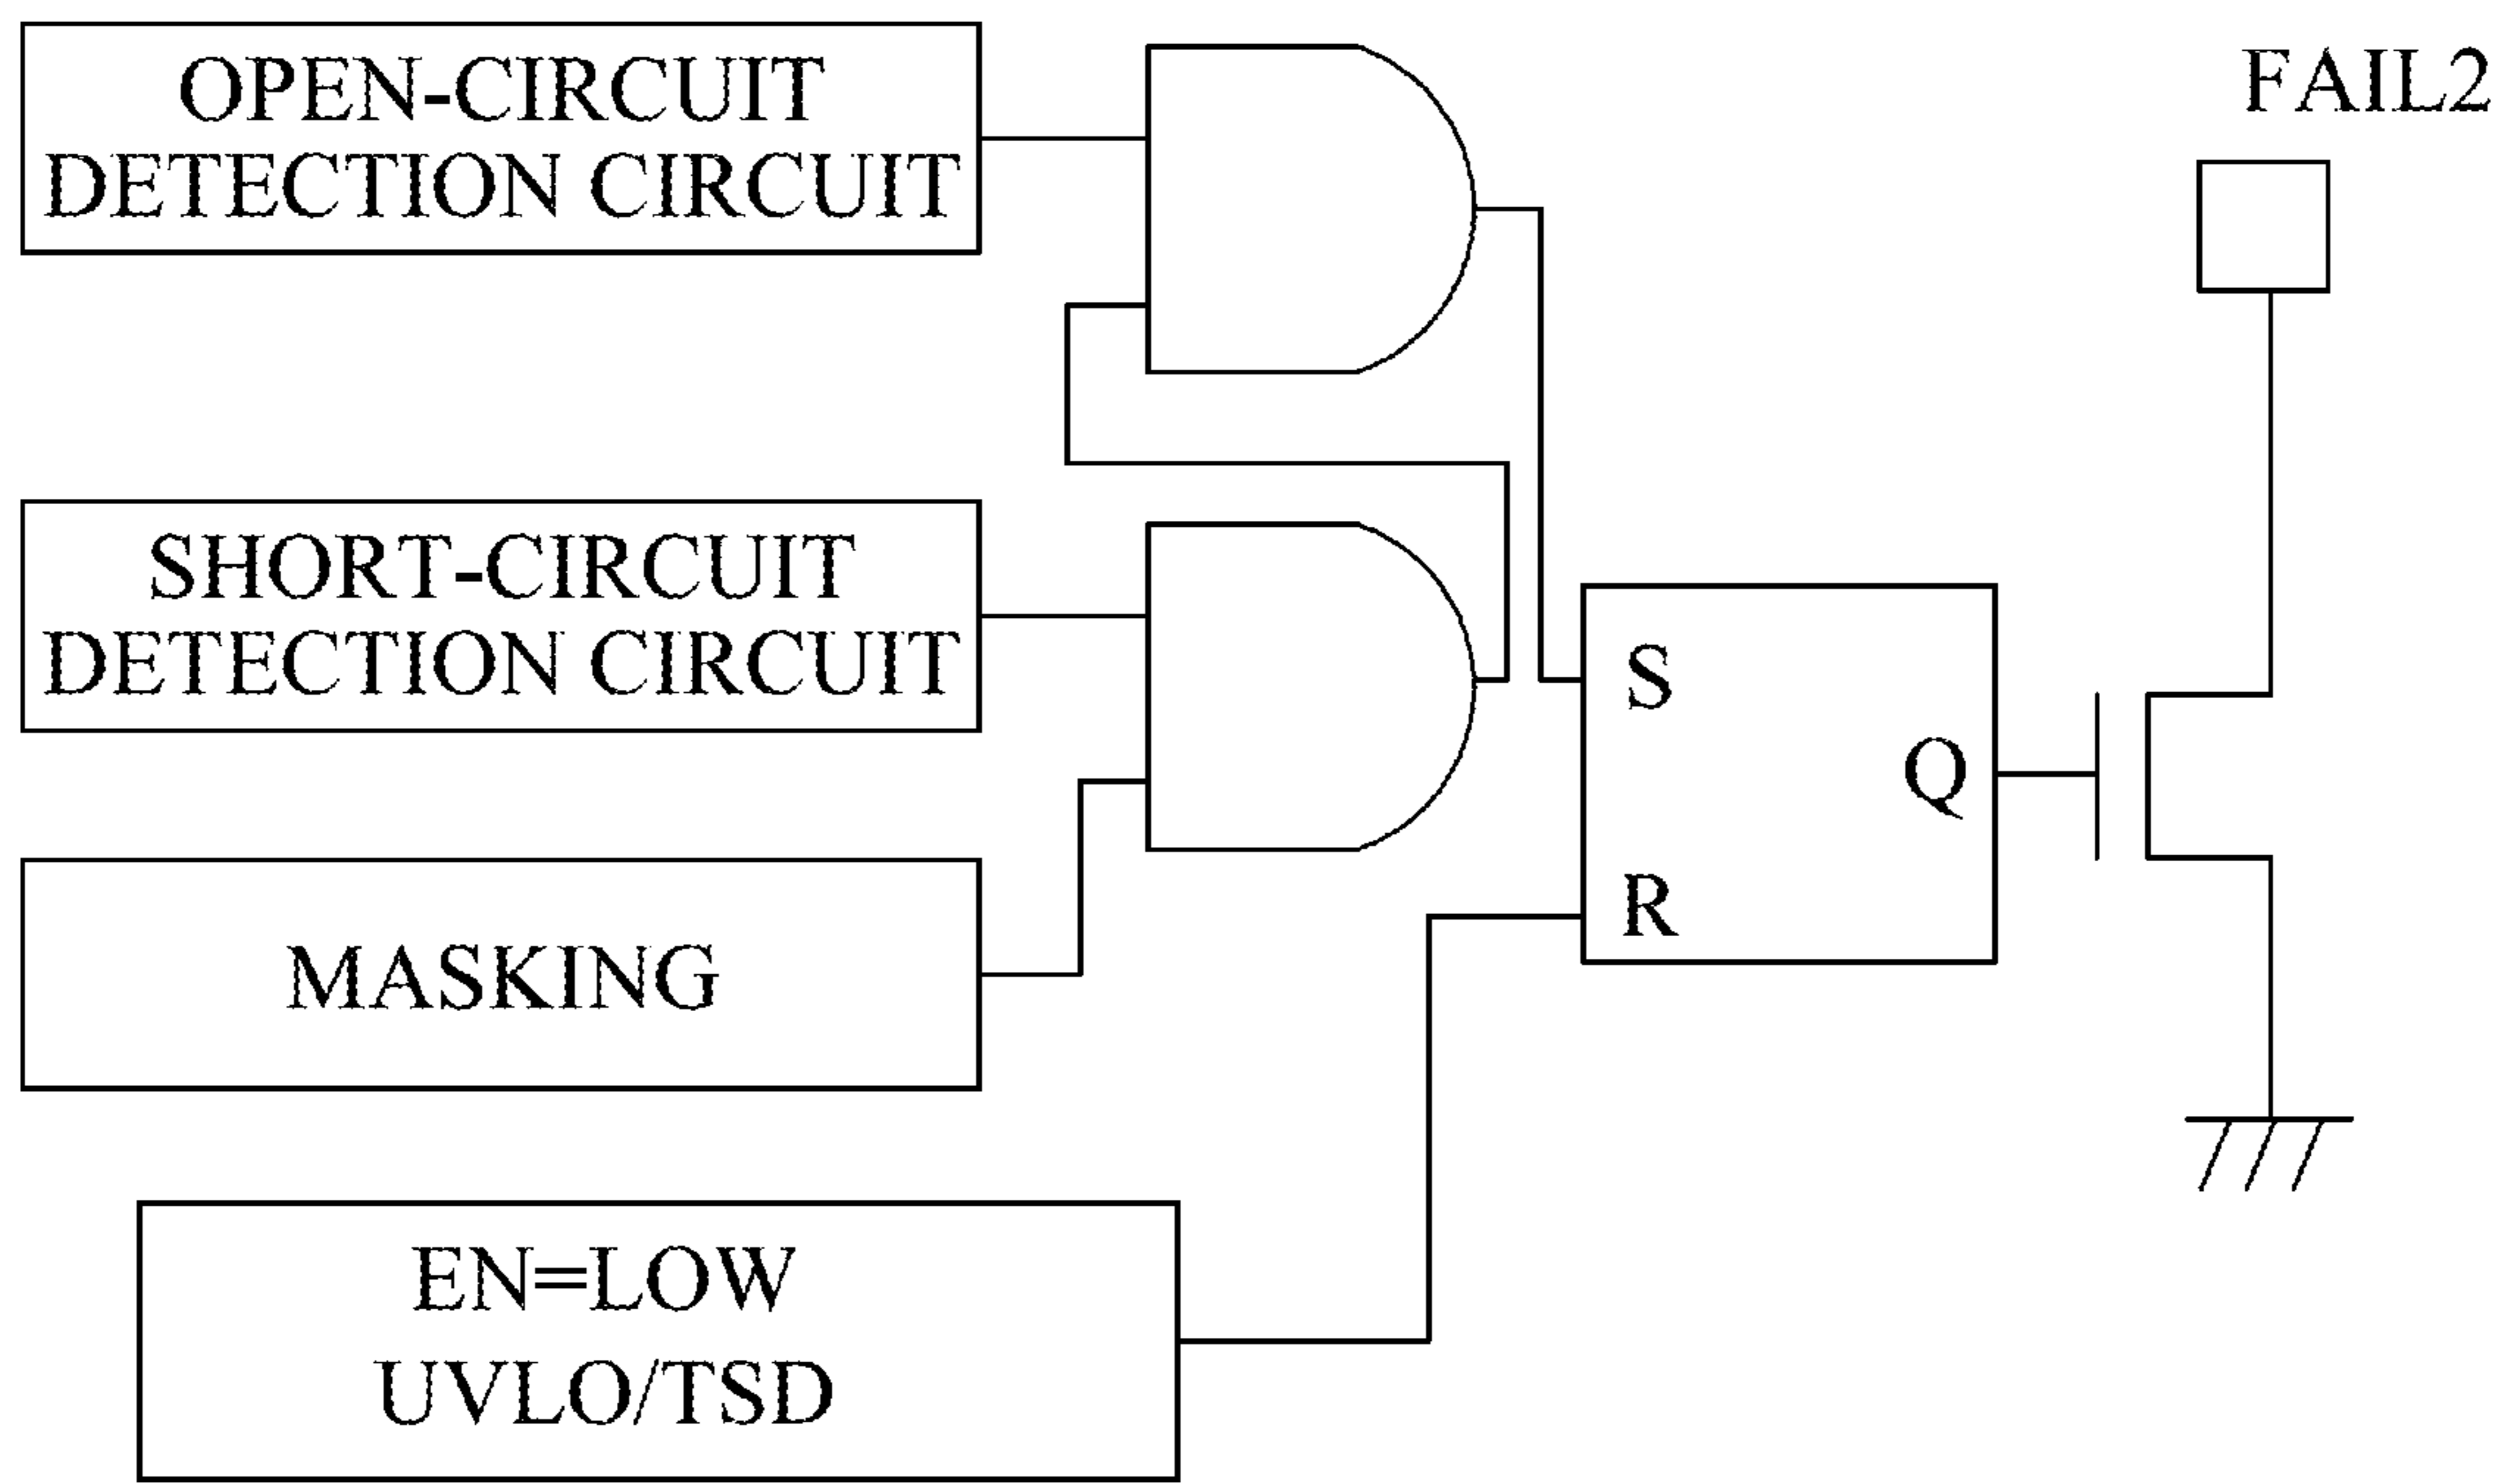 OPEN-CIRCUIT
DETECTION CIRCUIT
FAIL2
SHORT-CIRCUIT
DETECTION CIRCUIT
S
Q
R
MASKING
EN=LOW
UVLO/TSD